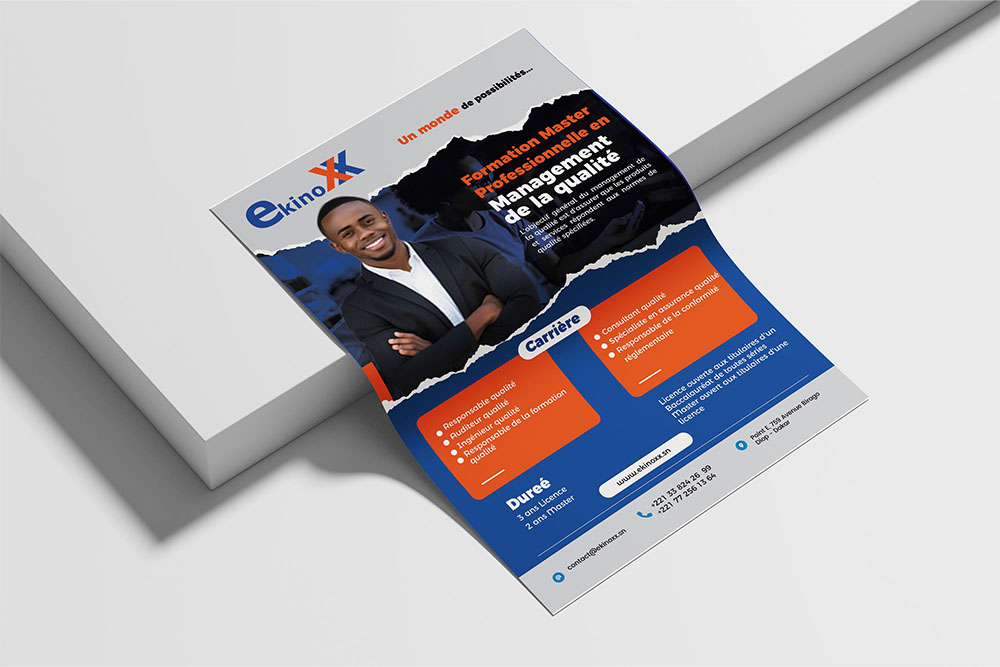 Un monde de possibilités...
ekinoXX
Formation Master
Professionnelle en
Management
de la qualité
L'objectif général du management de
la qualité est d'assurer que les produits
et services répondent aux normes de
qualité spécifiées.
Carrière
Responsable qualité
Auditeur qualité
Ingénieur qualité
Responsable de la formation
qualité
Consultant qualité
Spécialiste en assurance qualité
Responsable de la conformité
réglementaire
Dureé
3 ans Licence
2 ans Master
Licence ouverte aux titulaires d'un
Baccalauréat de toutes séries
Master ouvert aux titulaires d'une
licence
www.ekinoxx.sn
contact@ekinoxx.sn
+221 33 824 26 99
+221 77 256 13 64
Point E, 759 Avenue Birago
Diop - Dakar